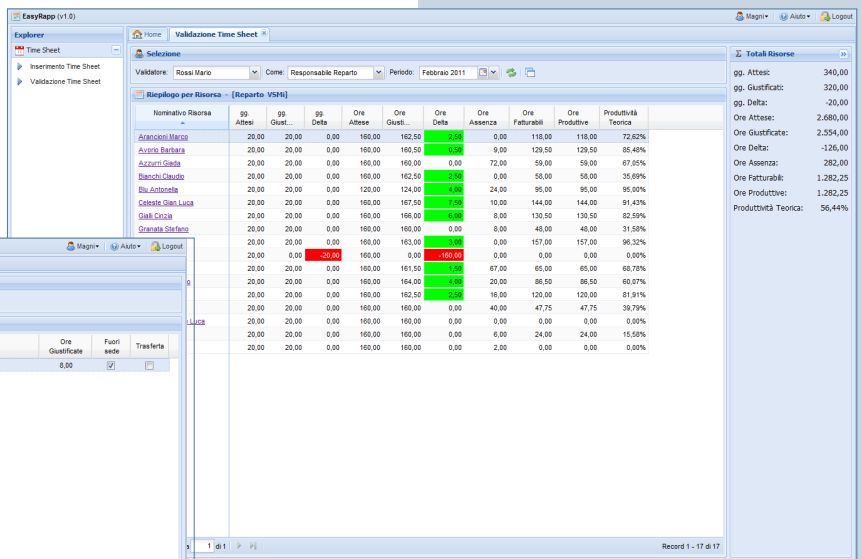 EasyRapp (v1.0)
Magni
Aiuto
Logout
Explorer
Time Sheet
Inserimento Time Sheet
Validazione Time Sheet
Home
Validazione Time Sheet
Selezione
Validatore: Rossi Mario Come: Responsabile Reparto Periodo: Febbraio 2011
Riepilogo per Risorsa - [Reparto VSMi]
Nominativo Risorsa gg. Attesi gg. Giust... gg. Delta Ore Attese Ore Giusti... Ore Delta Ore Assenza Ore Fatturabili Ore Produttive Produttività Teorica
Arancioni Marco 20,00 20,00 0,00 160,00 162,50 2,50 0,00 118,00 118,00 72,62%
Avorio Barbara 20,00 20,00 0,00 160,00 160,50 0,50 9,00 129,50 129,50 85,48%
Azzurri Giada 20,00 20,00 0,00 160,00 160,00 0,00 72,00 59,00 59,00 67,05%
Bianchi Claudio 20,00 20,00 0,00 160,00 162,50 2,50 0,00 58,00 58,00 35,69%
Blu Antonella 20,00 20,00 0,00 120,00 124,00 4,00 24,00 95,00 95,00 95,00%
Celeste Gian Luca 20,00 20,00 0,00 160,00 167,50 7,50 10,00 144,00 144,00 91,43%
Gialli Cinzia 20,00 20,00 0,00 160,00 166,00 6,00 8,00 130,50 130,50 82,59%
Granata Stefano 20,00 20,00 0,00 160,00 160,00 0,00 8,00 48,00 48,00 31,58%
20,00 20,00 0,00 160,00 163,00 3,00 0,00 157,00 157,00 96,32%
20,00 0,00 -20,00 160,00 0,00 -160,00 0,00 0,00 0,00 0,00%
20,00 20,00 0,00 160,00 161,50 1,50 67,00 65,00 65,00 68,78%
o 20,00 20,00 0,00 160,00 164,00 4,00 20,00 86,50 86,50 60,07%
20,00 20,00 0,00 160,00 162,50 2,50 16,00 120,00 120,00 81,91%
20,00 20,00 0,00 160,00 160,00 0,00 40,00 47,75 47,75 39,79%
Luca 20,00 20,00 0,00 160,00 160,00 0,00 0,00 0,00 0,00 0,00%
20,00 20,00 0,00 160,00 160,00 0,00 6,00 24,00 24,00 15,58%
20,00 20,00 0,00 160,00 160,00 0,00 2,00 0,00 0,00 0,00%
1 di 1
Record 1 - 17 di 17
Totali Risorse
gg. Attesi: 340,00
gg. Giustificati: 320,00
gg. Delta: -20,00
Ore Attese: 2.680,00
Ore Giustificate: 2.554,00
Ore Delta: -126,00
Ore Assenza: 282,00
Ore Fatturabili: 1.282,25
Ore Produttive: 1.282,25
Produttività Teorica: 56,44%
Magni
Aiuto
Logout
Ore Giustificate Fuori sede Trasferta
8,00